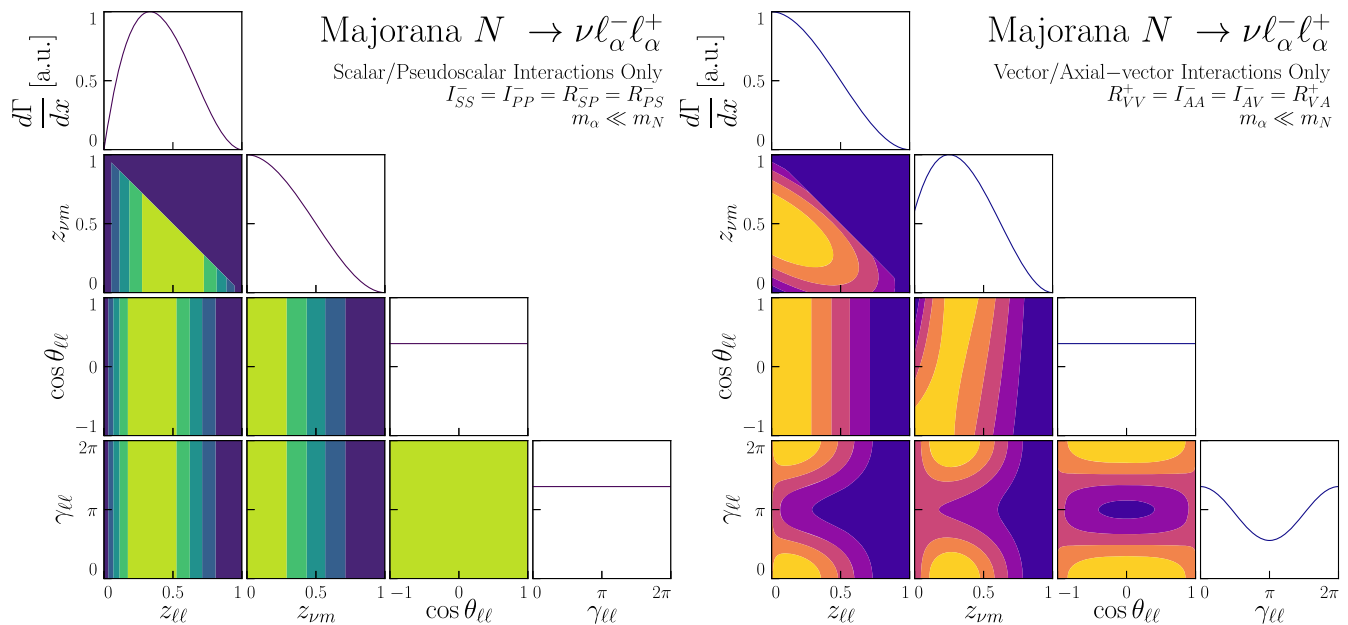 Majorana N → νℓ⁻_α ℓ⁺_α
Scalar/Pseudoscalar Interactions Only
I⁻_SS = I⁻_PP = R⁻_SP = R⁻_PS
m_α ≪ m_N
dΓ/dx [a.u.]
1
0.5
0
z_νm
1
0.5
0
cos θ_ℓℓ
1
0
−1
γ_ℓℓ
2π
π
0
0 0.5 1 0 0.5 1 −1 0 1 0 π 2π
z_ℓℓ z_νm cos θ_ℓℓ γ_ℓℓ
Majorana N → νℓ⁻_α ℓ⁺_α
Vector/Axial−vector Interactions Only
R⁺_VV = I⁻_AA = I⁻_AV = R⁺_VA
m_α ≪ m_N
dΓ/dx [a.u.]
1
0.5
0
z_νm
1
0.5
0
cos θ_ℓℓ
1
0
−1
γ_ℓℓ
2π
π
0
0 0.5 1 0 0.5 1 −1 0 1 0 π 2π
z_ℓℓ z_νm cos θ_ℓℓ γ_ℓℓ